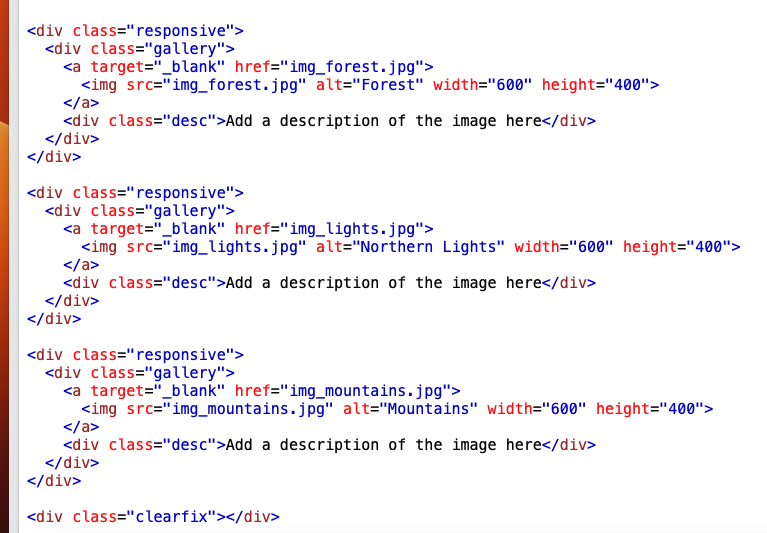 <div class="responsive">
  <div class="gallery">
    <a target="_blank" href="img_forest.jpg">
      <img src="img_forest.jpg" alt="Forest" width="600" height="400">
    </a>
    <div class="desc">Add a description of the image here</div>
  </div>
</div>

<div class="responsive">
  <div class="gallery">
    <a target="_blank" href="img_lights.jpg">
      <img src="img_lights.jpg" alt="Northern Lights" width="600" height="400">
    </a>
    <div class="desc">Add a description of the image here</div>
  </div>
</div>

<div class="responsive">
  <div class="gallery">
    <a target="_blank" href="img_mountains.jpg">
      <img src="img_mountains.jpg" alt="Mountains" width="600" height="400">
    </a>
    <div class="desc">Add a description of the image here</div>
  </div>
</div>

<div class="clearfix"></div>